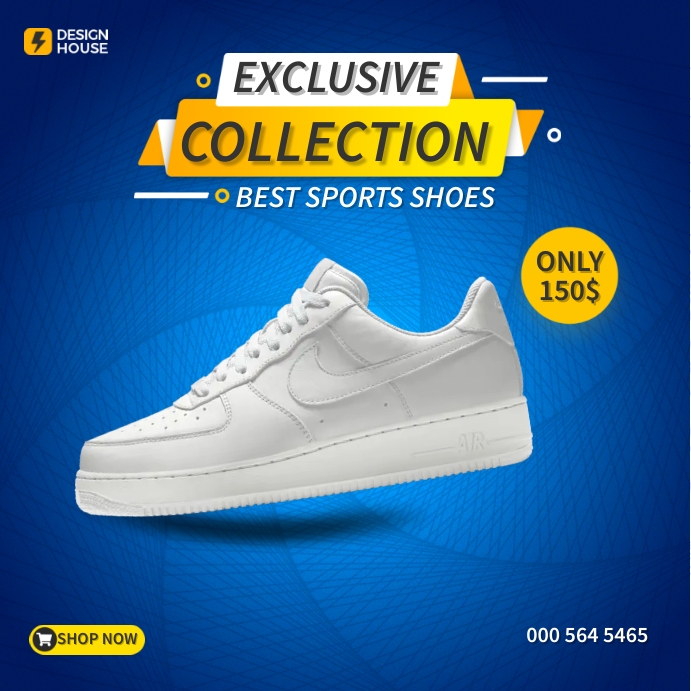 DESIGN
HOUSE
EXCLUSIVE
COLLECTION
BEST SPORTS SHOES
ONLY
150$
AIR
SHOP NOW
000 564 5465